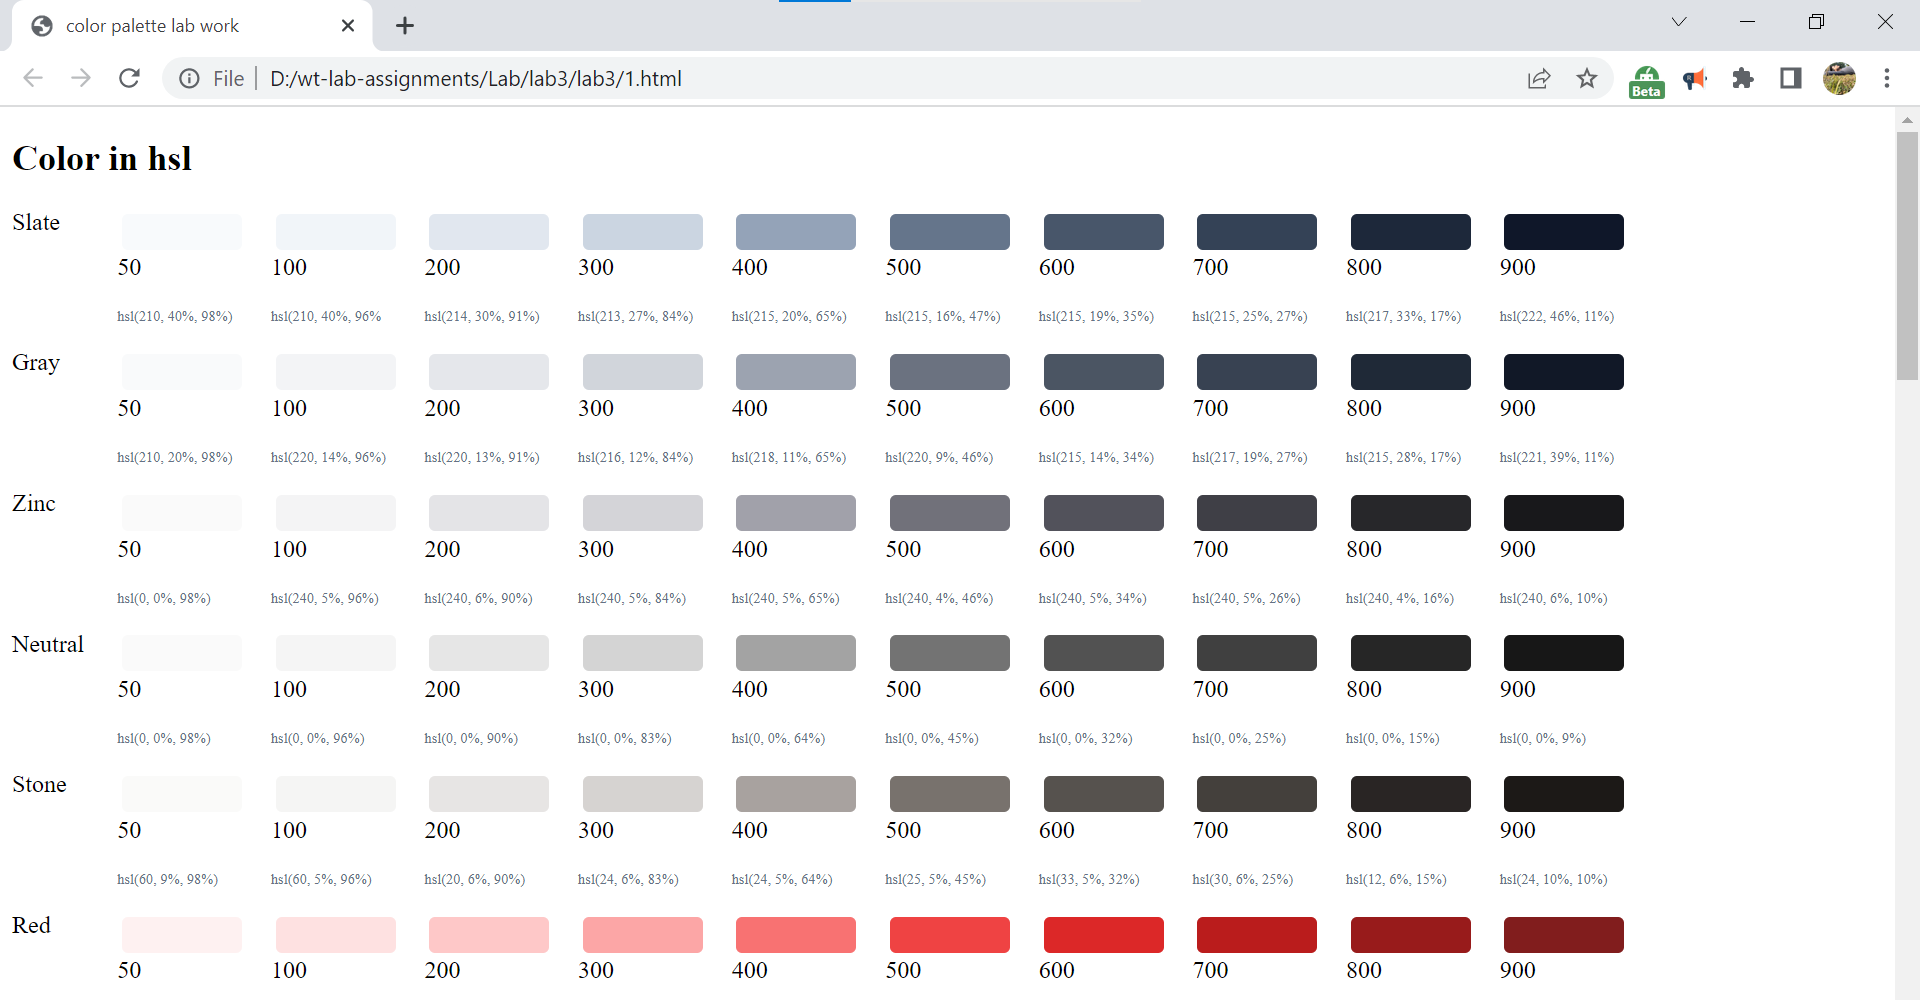 color palette lab work
File
D:/wt-lab-assignments/Lab/lab3/lab3/1.html
Beta
Color in hsl
Slate
50 100 200 300 400 500 600 700 800 900
hsl(210, 40%, 98%) hsl(210, 40%, 96% hsl(214, 30%, 91%) hsl(213, 27%, 84%) hsl(215, 20%, 65%) hsl(215, 16%, 47%) hsl(215, 19%, 35%) hsl(215, 25%, 27%) hsl(217, 33%, 17%) hsl(222, 46%, 11%)
Gray
50 100 200 300 400 500 600 700 800 900
hsl(210, 20%, 98%) hsl(220, 14%, 96%) hsl(220, 13%, 91%) hsl(216, 12%, 84%) hsl(218, 11%, 65%) hsl(220, 9%, 46%) hsl(215, 14%, 34%) hsl(217, 19%, 27%) hsl(215, 28%, 17%) hsl(221, 39%, 11%)
Zinc
50 100 200 300 400 500 600 700 800 900
hsl(0, 0%, 98%) hsl(240, 5%, 96%) hsl(240, 6%, 90%) hsl(240, 5%, 84%) hsl(240, 5%, 65%) hsl(240, 4%, 46%) hsl(240, 5%, 34%) hsl(240, 5%, 26%) hsl(240, 4%, 16%) hsl(240, 6%, 10%)
Neutral
50 100 200 300 400 500 600 700 800 900
hsl(0, 0%, 98%) hsl(0, 0%, 96%) hsl(0, 0%, 90%) hsl(0, 0%, 83%) hsl(0, 0%, 64%) hsl(0, 0%, 45%) hsl(0, 0%, 32%) hsl(0, 0%, 25%) hsl(0, 0%, 15%) hsl(0, 0%, 9%)
Stone
50 100 200 300 400 500 600 700 800 900
hsl(60, 9%, 98%) hsl(60, 5%, 96%) hsl(20, 6%, 90%) hsl(24, 6%, 83%) hsl(24, 5%, 64%) hsl(25, 5%, 45%) hsl(33, 5%, 32%) hsl(30, 6%, 25%) hsl(12, 6%, 15%) hsl(24, 10%, 10%)
Red
50 100 200 300 400 500 600 700 800 900